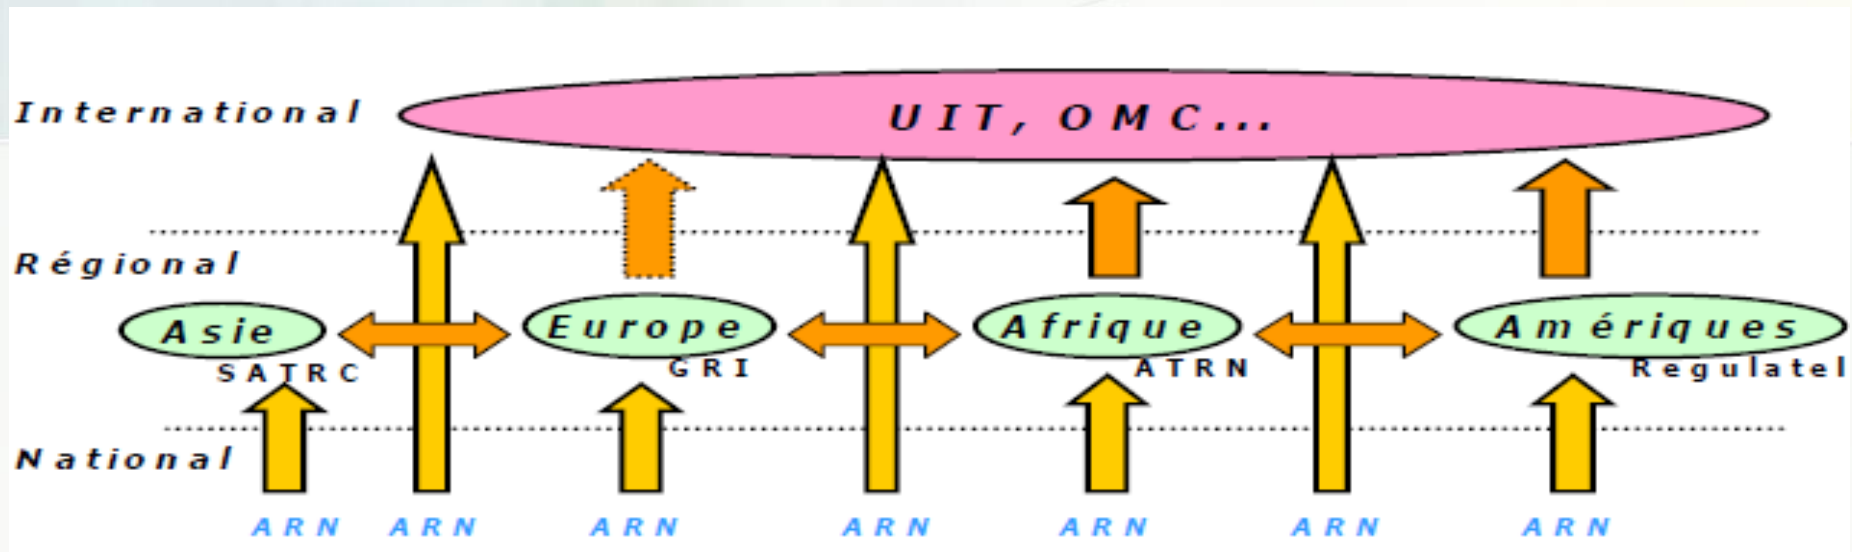 International
UIT, OMC...
Régional
Asie
Europe
Afrique
Amériques
SATRC
GRI
ATRN
Regulatel
National
ARN ARN ARN ARN ARN ARN ARN